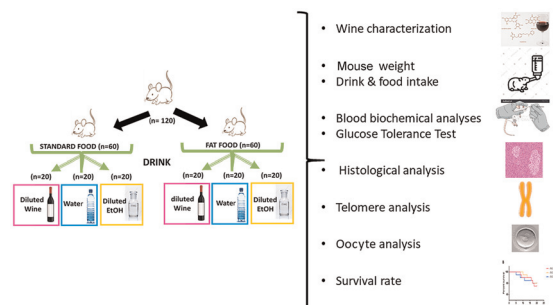 (n= 120)
STANDARD FOOD (n=60)
FAT FOOD (n=60)
DRINK
(n=20)
(n=20)
(n=20)
(n=20)
(n=20)
(n=20)
Diluted
Wine
Water
Diluted
EtOH
diluted
Wine
Water
Diluted
EtOH
• Wine characterization
• Mouse weight
• Drink & food intake
• Blood biochemical analyses
• Glucose Tolerance Test
• Histological analysis
• Telomere analysis
• Oocyte analysis
• Survival rate